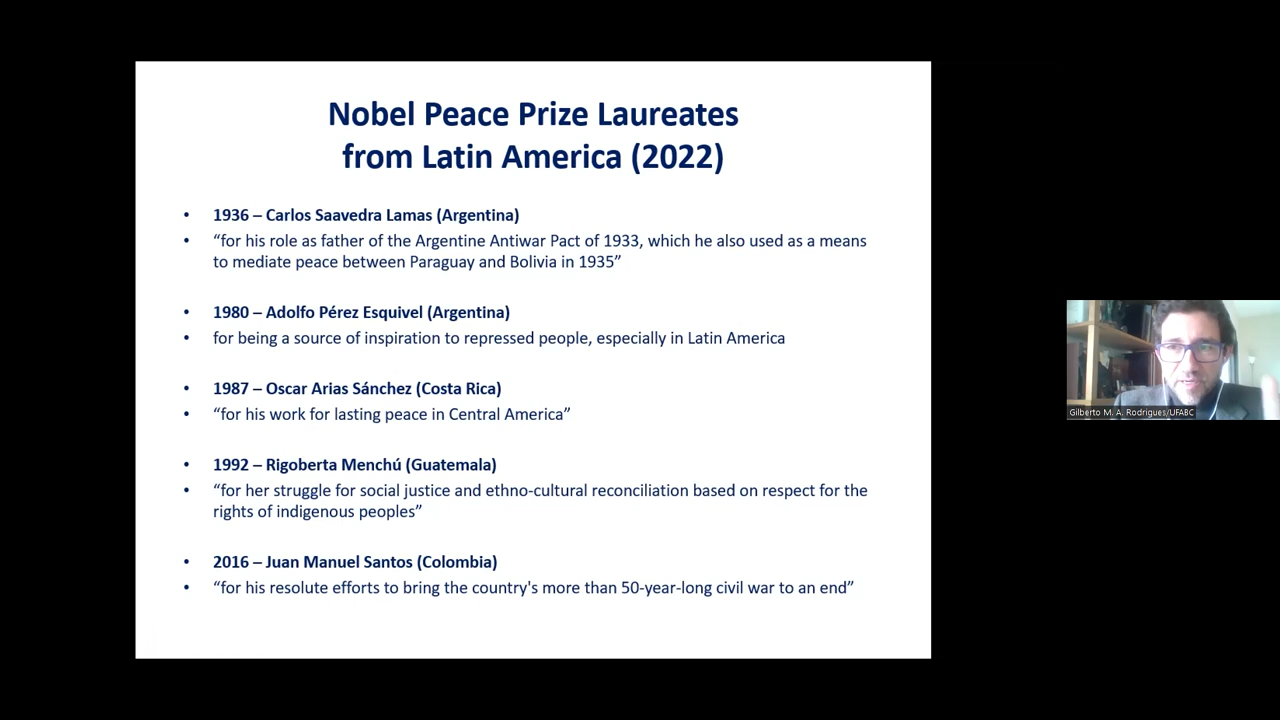 Nobel Peace Prize Laureates
from Latin America (2022)
• 1936 – Carlos Saavedra Lamas (Argentina)
• “for his role as father of the Argentine Antiwar Pact of 1933, which he also used as a means
to mediate peace between Paraguay and Bolivia in 1935”
• 1980 – Adolfo Pérez Esquivel (Argentina)
• for being a source of inspiration to repressed people, especially in Latin America
• 1987 – Oscar Arias Sánchez (Costa Rica)
• “for his work for lasting peace in Central America”
• 1992 – Rigoberta Menchú (Guatemala)
• “for her struggle for social justice and ethno-cultural reconciliation based on respect for the
rights of indigenous peoples”
• 2016 – Juan Manuel Santos (Colombia)
• “for his resolute efforts to bring the country's more than 50-year-long civil war to an end”
Gilberto M. A. Rodrigues/UFABC